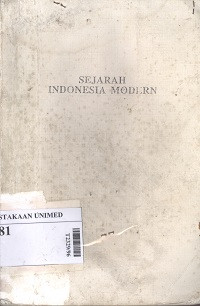 SEJARAH
INDONESIA MODERN
STAKAAN UNIMED
81